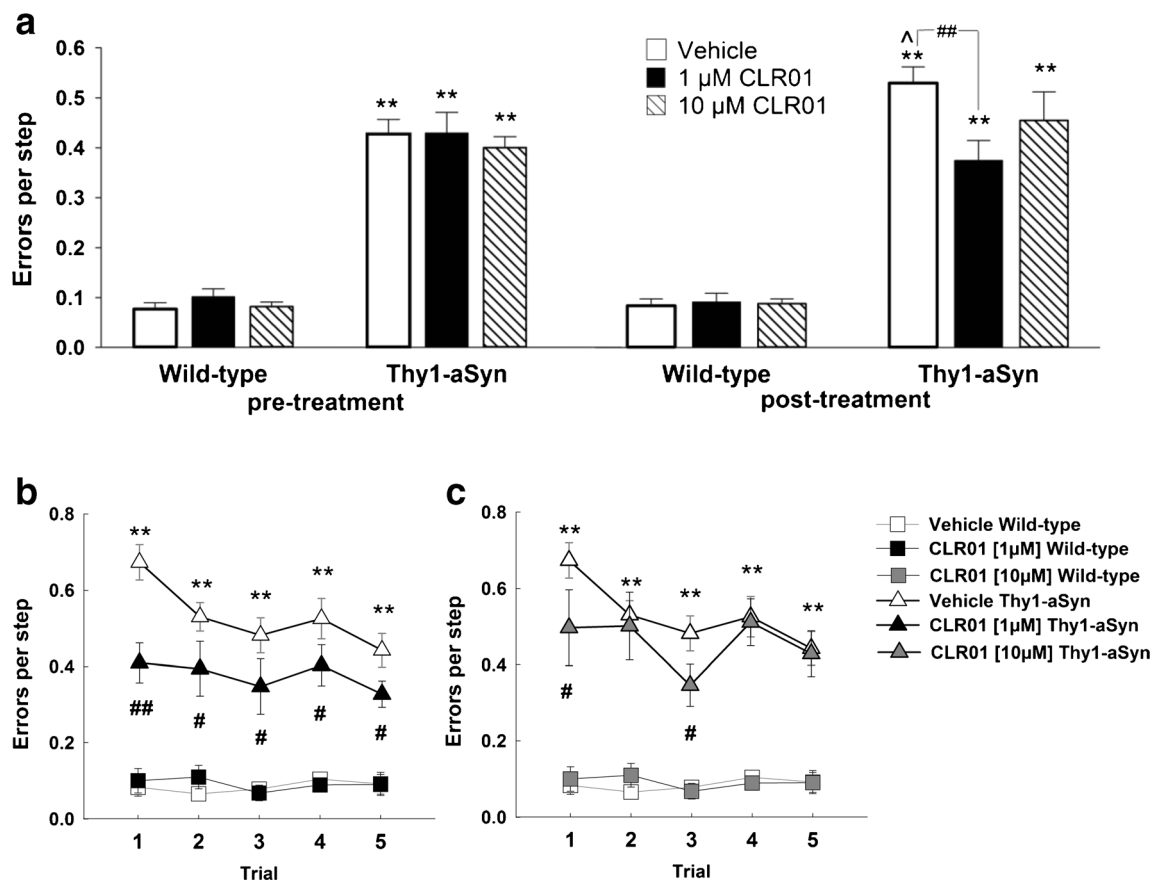 a
Errors per step
0.6
0.5
0.4
0.3
0.2
0.1
0.0
Vehicle
1 µM CLR01
10 µM CLR01
** ** **
^ ##
** ** **
Wild-type Thy1-aSyn Wild-type Thy1-aSyn
pre-treatment post-treatment
b
Errors per step
0.8
0.6
0.4
0.2
0.0
** ** ** ** **
## # # # #
1 2 3 4 5
Trial
c
Errors per step
0.8
0.6
0.4
0.2
0.0
** ** ** ** **
# #
1 2 3 4 5
Trial
Vehicle Wild-type
CLR01 [1µM] Wild-type
CLR01 [10µM] Wild-type
Vehicle Thy1-aSyn
CLR01 [1µM] Thy1-aSyn
CLR01 [10µM] Thy1-aSyn